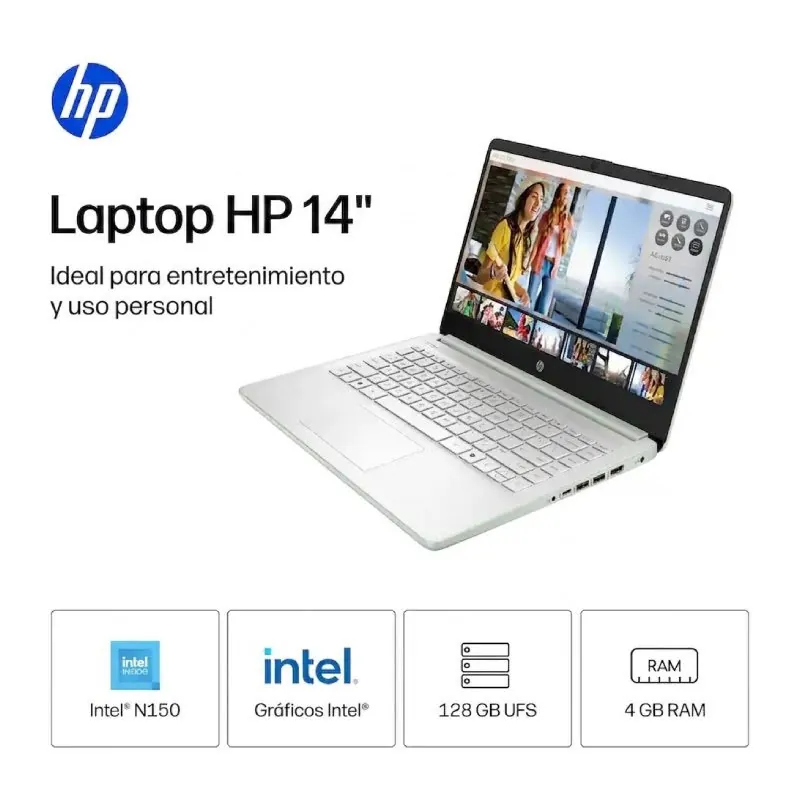 hp
Laptop HP 14"
Ideal para entretenimiento
y uso personal
intel
INSIDE
Intel® N150
intel.
Gráficos Intel®
128 GB UFS
RAM
4 GB RAM